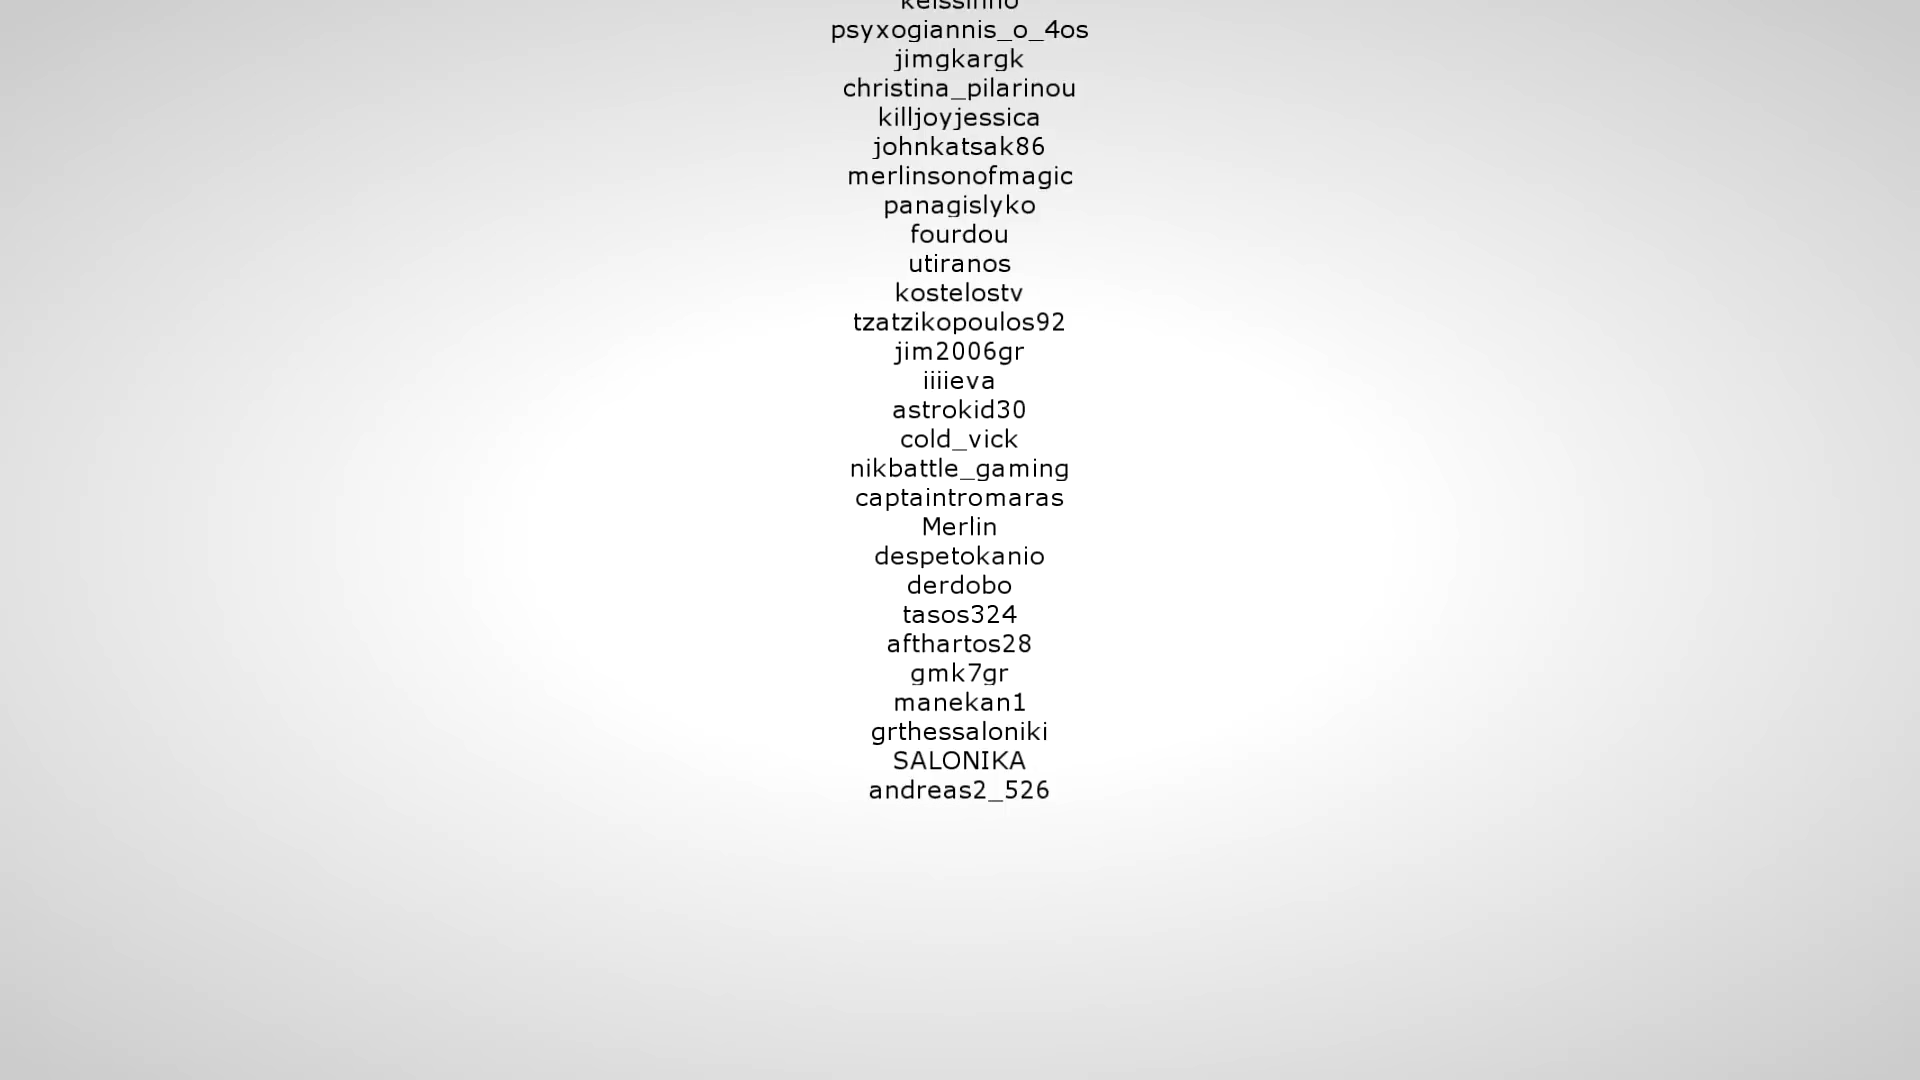 psyxogiannis_o_4os
jimgkargk
christina_pilarinou
killjoyjessica
johnkatsak86
merlinsonofmagic
panagislyko
fourdou
utiranos
kostelostv
tzatzikopoulos92
jim2006gr
iiiieva
astrokid30
cold_vick
nikbattle_gaming
captaintromaras
Merlin
despetokanio
derdobo
tasos324
afthartos28
gmk7gr
manekan1
grthessaloniki
SALONIKA
andreas2_526